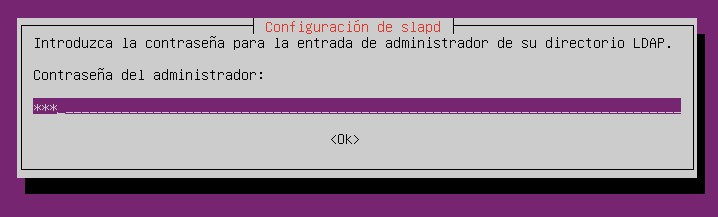 Configuración de slapd
Introduzca la contraseña para la entrada de administrador de su directorio LDAP.
Contraseña del administrador:
***
<Ok>